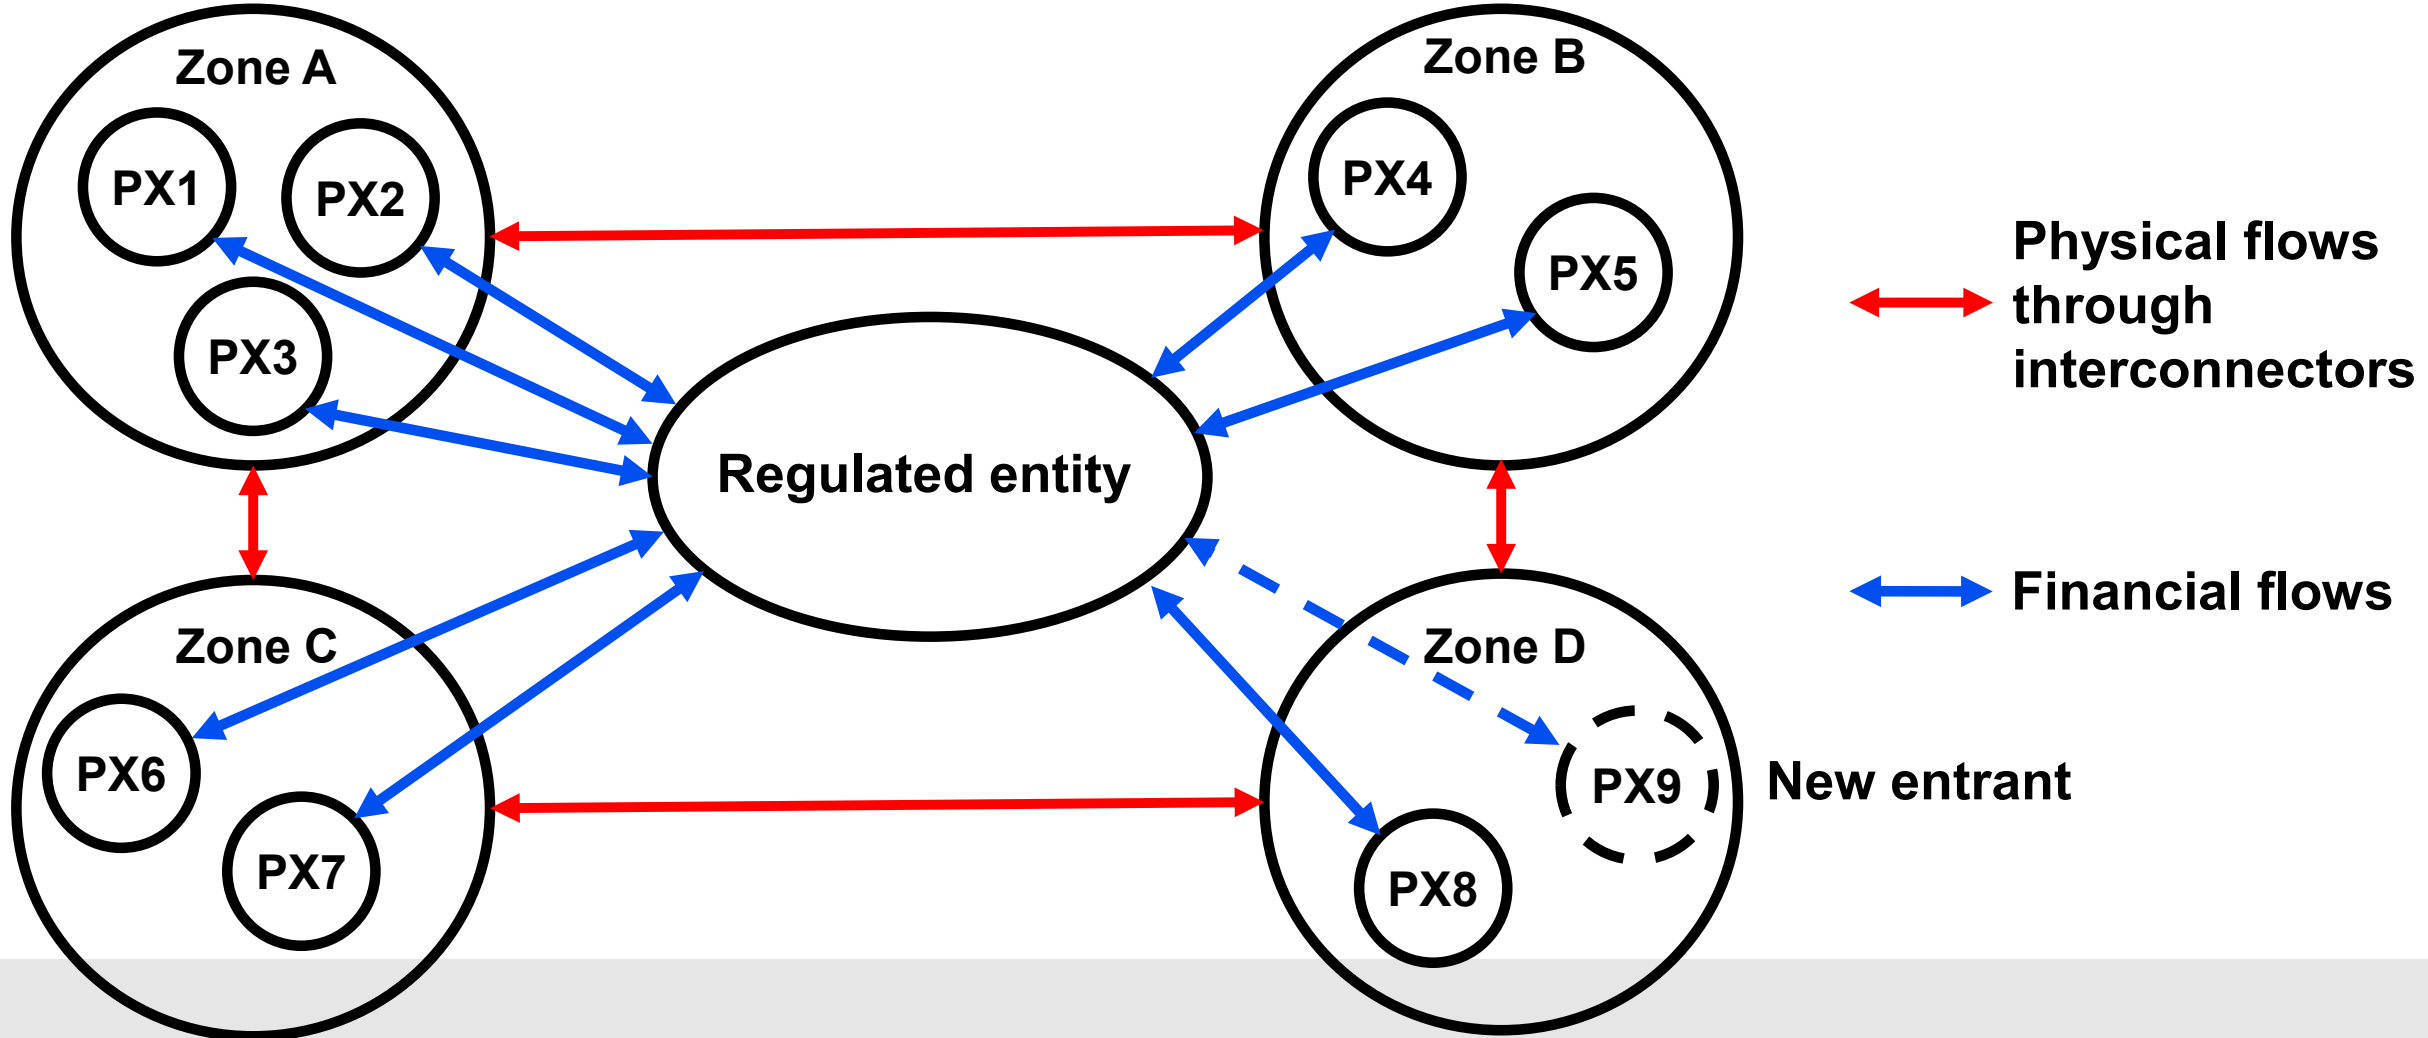 Zone A
PX1
PX2
PX3
Zone B
PX4
PX5
Regulated entity
Zone C
PX6
PX7
Zone D
PX9
PX8
New entrant
Physical flows
through
interconnectors
Financial flows